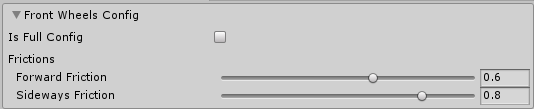 Front Wheels Config
Is Full Config
Frictions
Forward Friction 0.6
Sideways Friction 0.8